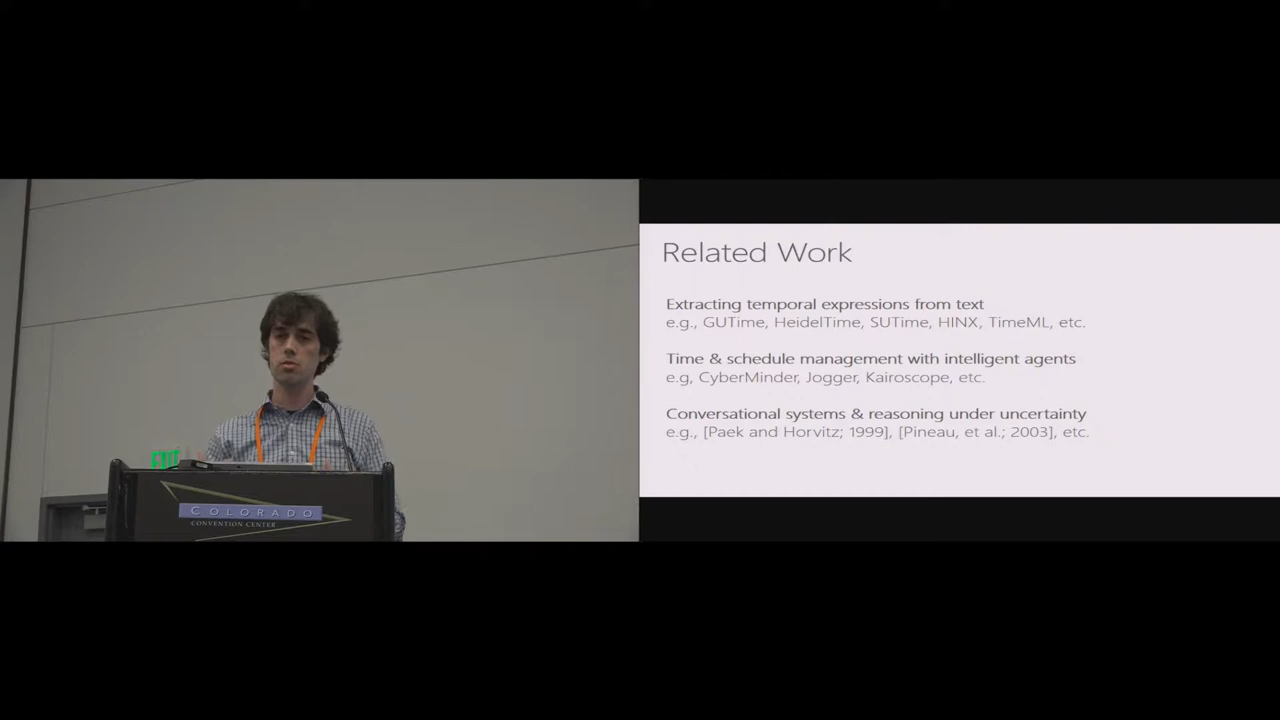 EXIT
COLORADO
CONVENTION CENTER
Related Work
Extracting temporal expressions from text
e.g., GUTime, HeidelTime, SUTime, HINX, TimeML, etc.
Time & schedule management with intelligent agents
e.g, CyberMinder, Jogger, Kairoscope, etc.
Conversational systems & reasoning under uncertainty
e.g., [Paek and Horvitz; 1999], [Pineau, et al.; 2003], etc.